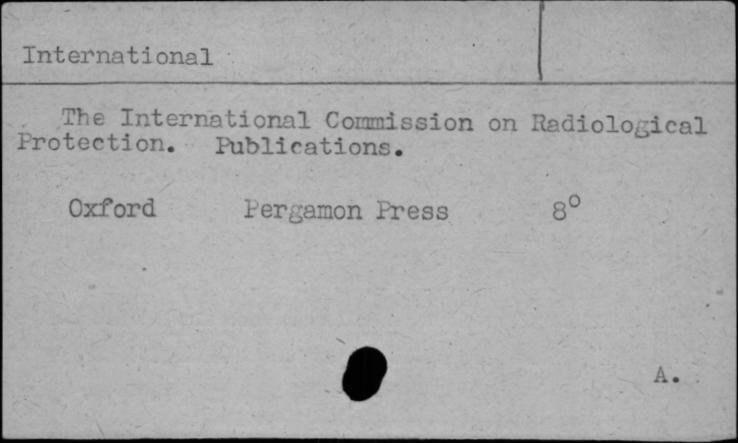 International
The International Commission on Radiological
Protection. Publications.
Oxford Pergamon Press 8°
A.